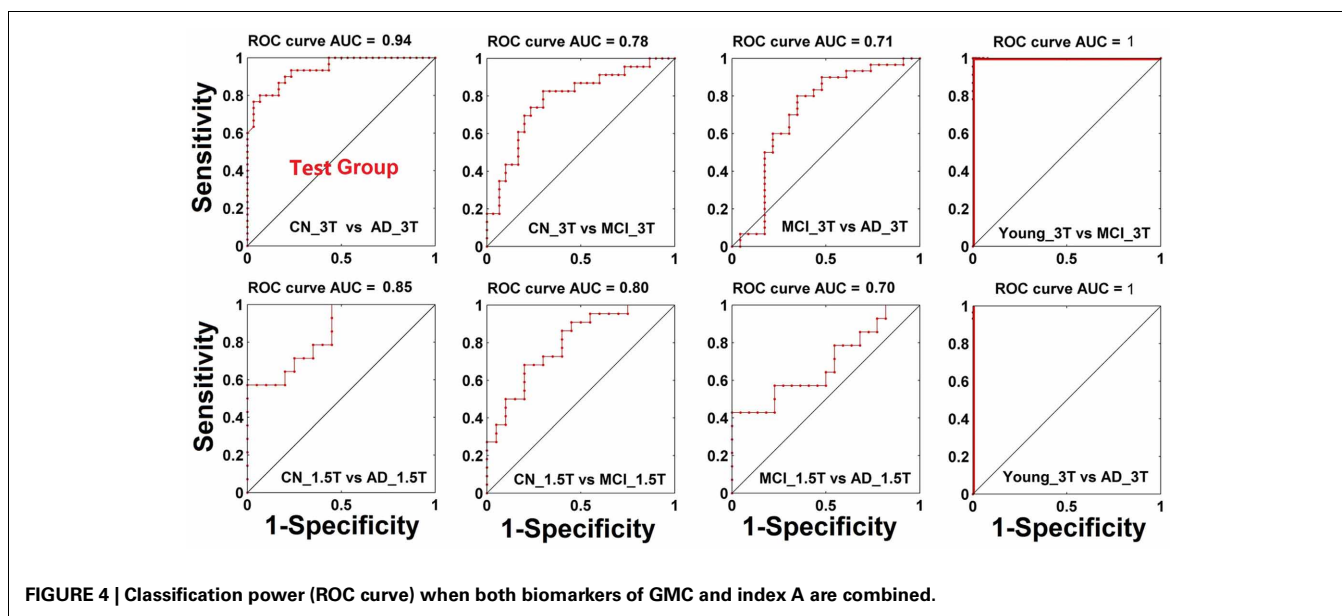 ROC curve AUC = 0.94
ROC curve AUC = 0.78
ROC curve AUC = 0.71
ROC curve AUC = 1
Sensitivity
1
0.8
0.6
0.4
0.2
0
0.5
1
Test Group
CN_3T vs AD_3T
1
0.8
0.6
0.4
0.2
0
0
0.5
1
CN_3T vs MCI_3T
1
0.8
0.6
0.4
0.2
0
0
0.5
1
MCI_3T vs AD_3T
1
0.8
0.6
0.4
0.2
0
0
0.5
1
Young_3T vs MCI_3T
ROC curve AUC = 0.85
ROC curve AUC = 0.80
ROC curve AUC = 0.70
ROC curve AUC = 1
Sensitivity
1
0.8
0.6
0.4
0.2
0
0.5
1
CN_1.5T vs AD_1.5T
1-Specificity
1
0.8
0.6
0.4
0.2
0
0
0.5
1
CN_1.5T vs MCI_1.5T
1-Specificity
1
0.8
0.6
0.4
0.2
0
0
0.5
1
MCI_1.5T vs AD_1.5T
1-Specificity
1
0.8
0.6
0.4
0.2
0
0
0.5
1
Young_3T vs AD_3T
1-Specificity
FIGURE 4 | Classification power (ROC curve) when both biomarkers of GMC and index A are combined.